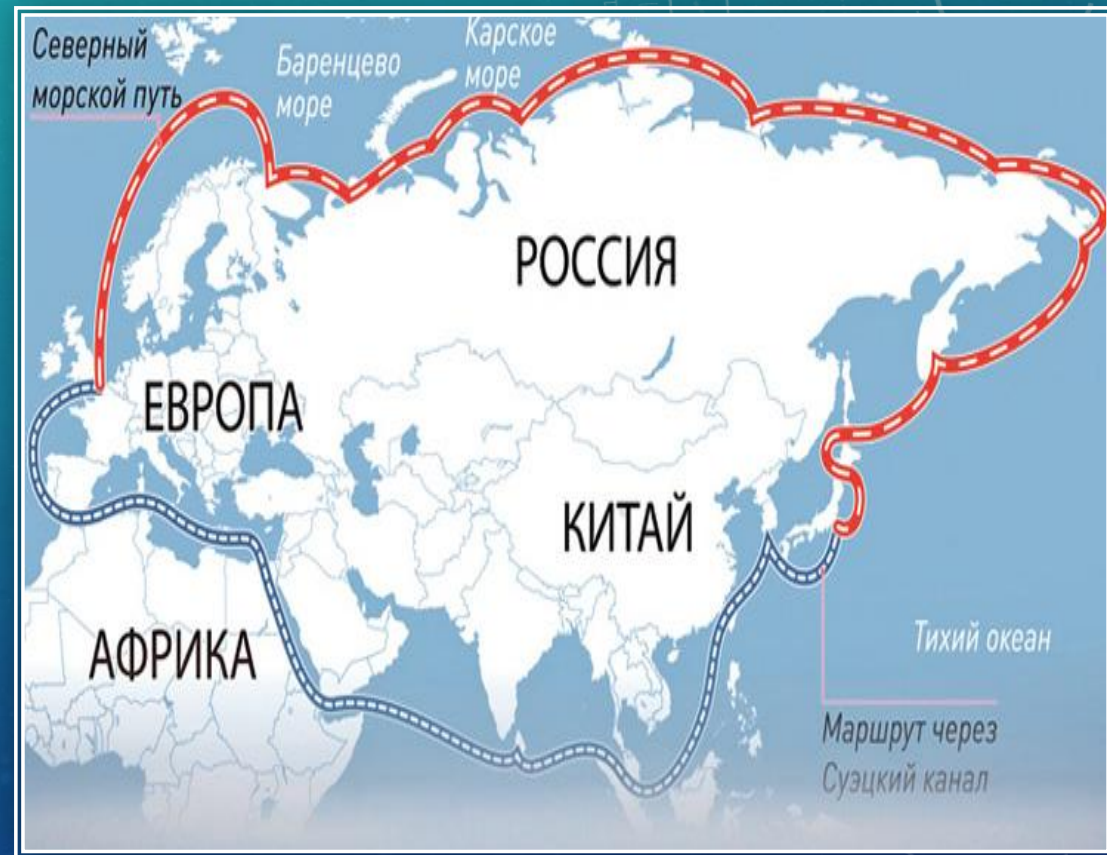 Северный
морской путь
Баренцево
море
Карское
море
РОССИЯ
ЕВРОПА
КИТАЙ
АФРИКА
Тихий океан
Маршрут через
Суэцкий канал